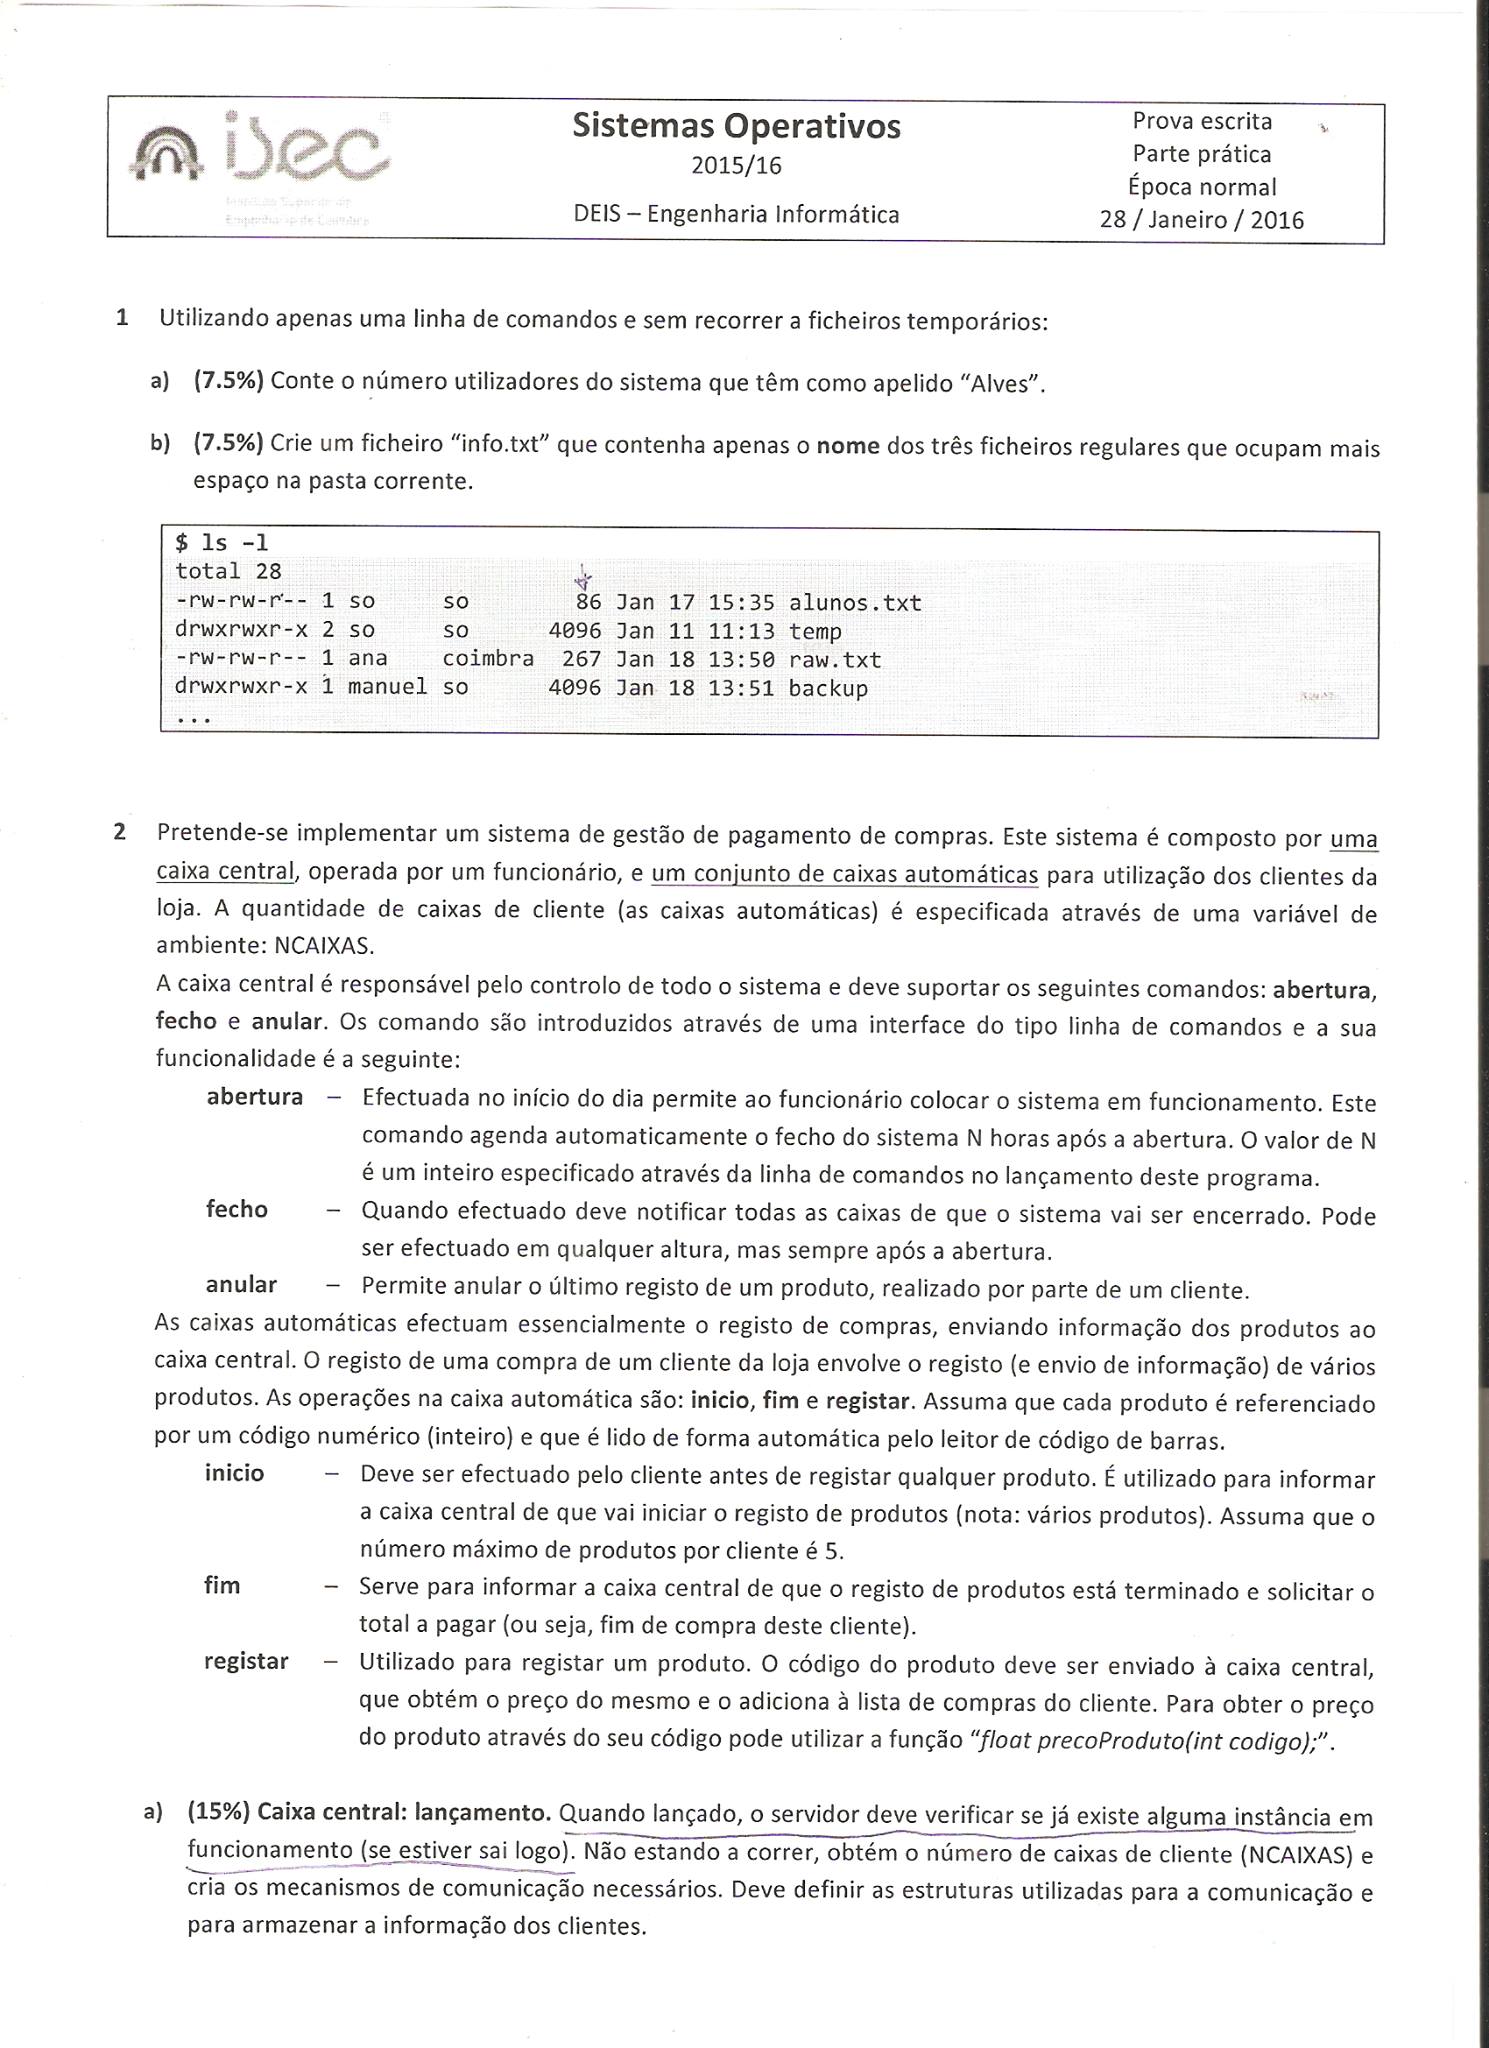 isec
Instituto Superior de
Engenharia de Coimbra
Sistemas Operativos
2015/16
DEIS – Engenharia Informática
Prova escrita
Parte prática
Época normal
28 / Janeiro / 2016
1 Utilizando apenas uma linha de comandos e sem recorrer a ficheiros temporários:
a) (7.5%) Conte o número utilizadores do sistema que têm como apelido “Alves”.
b) (7.5%) Crie um ficheiro “info.txt” que contenha apenas o nome dos três ficheiros regulares que ocupam mais
espaço na pasta corrente.
$ ls -l
total 28
-rw-rw-r-- 1 so so 86 Jan 17 15:35 alunos.txt
drwxrwxr-x 2 so so 4096 Jan 11 11:13 temp
-rw-rw-r-- 1 ana coimbra 267 Jan 18 13:50 raw.txt
drwxrwxr-x 1 manuel so 4096 Jan 18 13:51 backup
...
2 Pretende-se implementar um sistema de gestão de pagamento de compras. Este sistema é composto por uma
caixa central, operada por um funcionário, e um conjunto de caixas automáticas para utilização dos clientes da
loja. A quantidade de caixas de cliente (as caixas automáticas) é especificada através de uma variável de
ambiente: NCAIXAS.
A caixa central é responsável pelo controlo de todo o sistema e deve suportar os seguintes comandos: abertura,
fecho e anular. Os comando são introduzidos através de uma interface do tipo linha de comandos e a sua
funcionalidade é a seguinte:
abertura – Efectuada no início do dia permite ao funcionário colocar o sistema em funcionamento. Este
comando agenda automaticamente o fecho do sistema N horas após a abertura. O valor de N
é um inteiro especificado através da linha de comandos no lançamento deste programa.
fecho – Quando efectuado deve notificar todas as caixas de que o sistema vai ser encerrado. Pode
ser efectuado em qualquer altura, mas sempre após a abertura.
anular – Permite anular o último registo de um produto, realizado por parte de um cliente.
As caixas automáticas efectuam essencialmente o registo de compras, enviando informação dos produtos ao
caixa central. O registo de uma compra de um cliente da loja envolve o registo (e envio de informação) de vários
produtos. As operações na caixa automática são: inicio, fim e registar. Assuma que cada produto é referenciado
por um código numérico (inteiro) e que é lido de forma automática pelo leitor de código de barras.
inicio – Deve ser efectuado pelo cliente antes de registar qualquer produto. É utilizado para informar
a caixa central de que vai iniciar o registo de produtos (nota: vários produtos). Assuma que o
número máximo de produtos por cliente é 5.
fim – Serve para informar a caixa central de que o registo de produtos está terminado e solicitar o
total a pagar (ou seja, fim de compra deste cliente).
registar – Utilizado para registar um produto. O código do produto deve ser enviado à caixa central,
que obtém o preço do mesmo e o adiciona à lista de compras do cliente. Para obter o preço
do produto através do seu código pode utilizar a função “float precoProduto(int codigo);”.
a) (15%) Caixa central: lançamento. Quando lançado, o servidor deve verificar se já existe alguma instância em
funcionamento (se estiver sai logo). Não estando a correr, obtém o número de caixas de cliente (NCAIXAS) e
cria os mecanismos de comunicação necessários. Deve definir as estruturas utilizadas para a comunicação e
para armazenar a informação dos clientes.